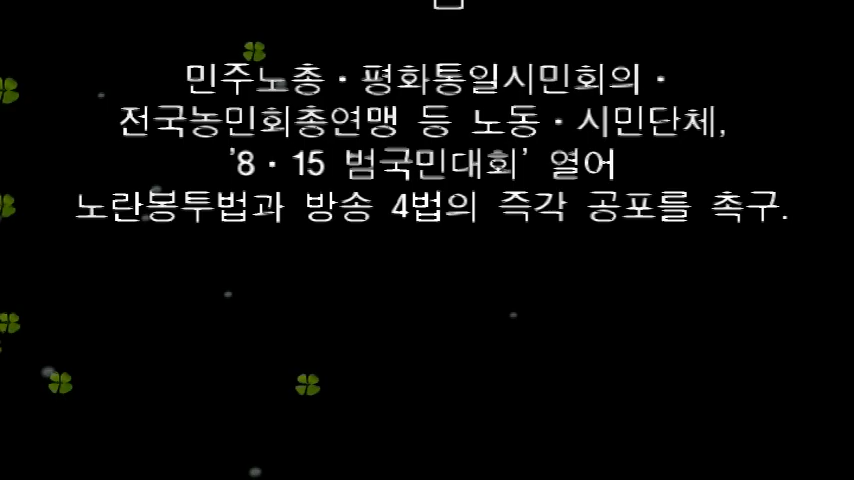 민주노총·평화통일시민회의·
전국농민회총연맹 등 노동·시민단체,
'8·15 범국민대회' 열어
노란봉투법과 방송 4법의 즉각 공포를 촉구.